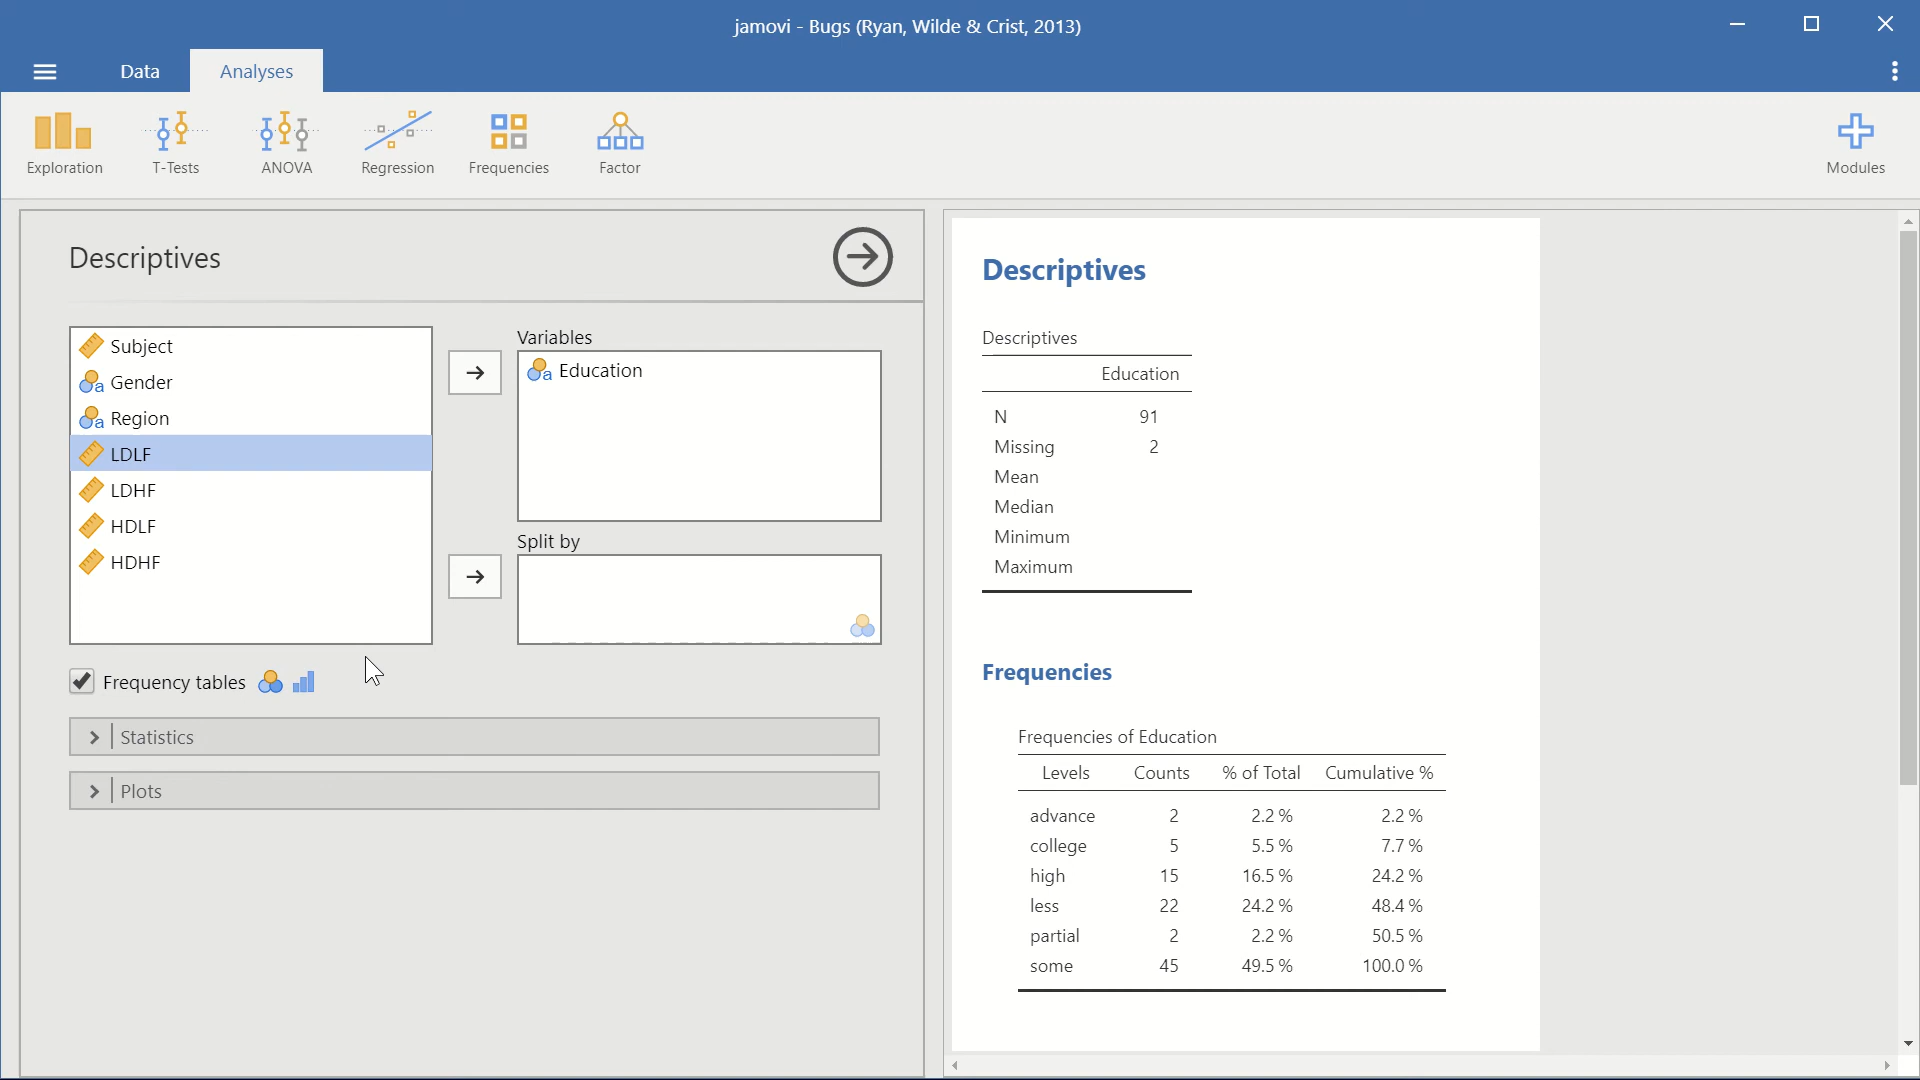 jamovi - Bugs (Ryan, Wilde & Crist, 2013)
Data Analyses
Exploration T-Tests ANOVA Regression Frequencies Factor Modules
Descriptives
Subject
a Gender
a Region
LDLF
LDHF
HDLF
HDHF
Variables
a Education
Split by
Frequency tables
Statistics
Plots
Descriptives
Descriptives
Education
N 91
Missing 2
Mean
Median
Minimum
Maximum
Frequencies
Frequencies of Education
Levels Counts % of Total Cumulative %
advance 2 2.2 % 2.2 %
college 5 5.5 % 7.7 %
high 15 16.5 % 24.2 %
less 22 24.2 % 48.4 %
partial 2 2.2 % 50.5 %
some 45 49.5 % 100.0 %